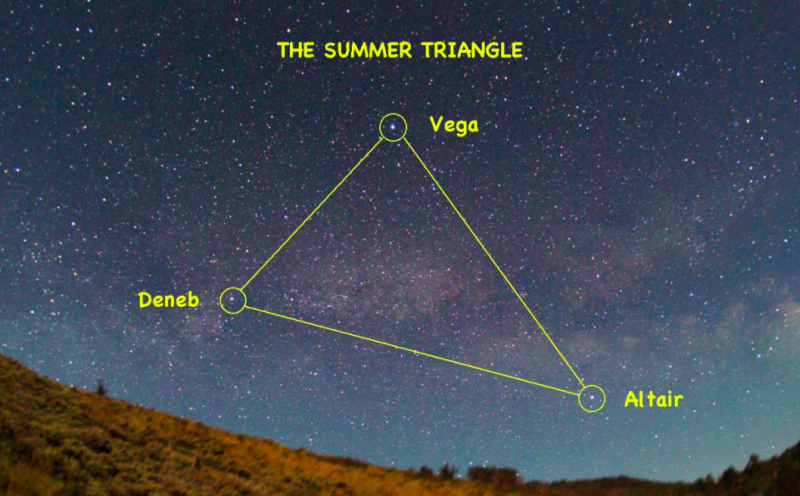 THE SUMMER TRIANGLE
Vega
Deneb
Altair